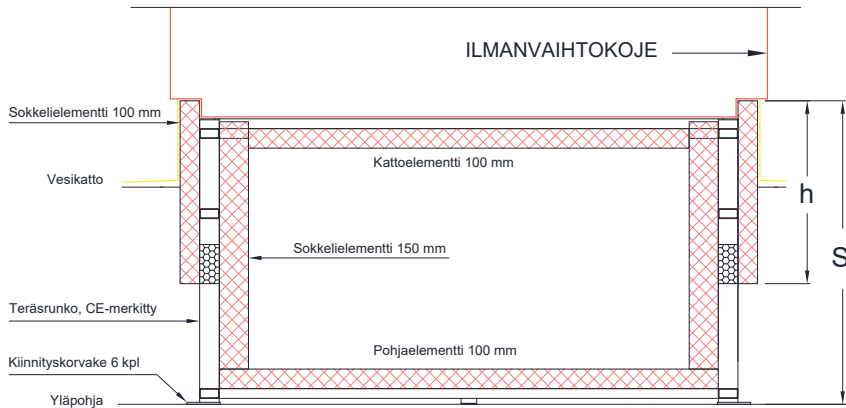 ILMANVAIHTOKOJE
Sokkelielementti 100 mm
Kattoelementti 100 mm
Vesikatto
h
Sokkelielementti 150 mm
S
Teräsrunko, CE-merkitty
Pohjaelementti 100 mm
Kiinnityskorvake 6 kpl
Yläpohja